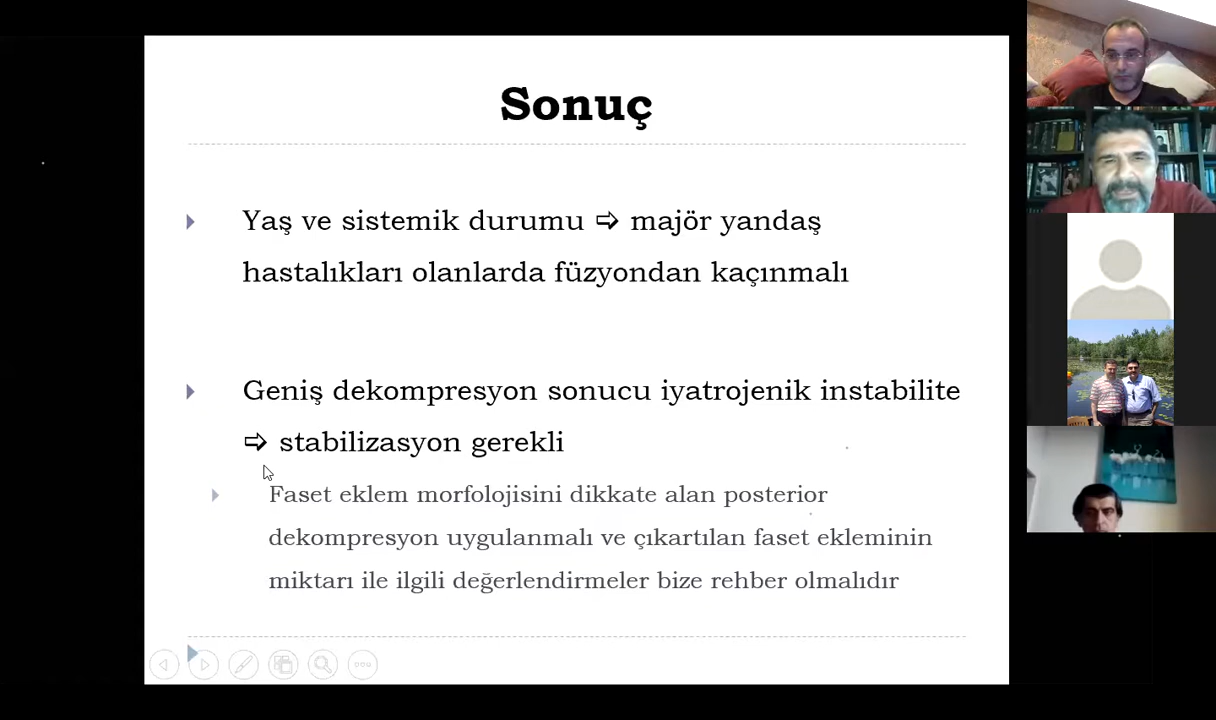 Sonuç
Yaş ve sistemik durumu ⇨ majör yandaş
hastalıkları olanlarda füzyondan kaçınmalı
Geniş dekompresyon sonucu iyatrojenik instabilite
⇨ stabilizasyon gerekli
Faset eklem morfolojisini dikkate alan posterior
dekompresyon uygulanmalı ve çıkartılan faset ekleminin
miktarı ile ilgili değerlendirmeler bize rehber olmalıdır